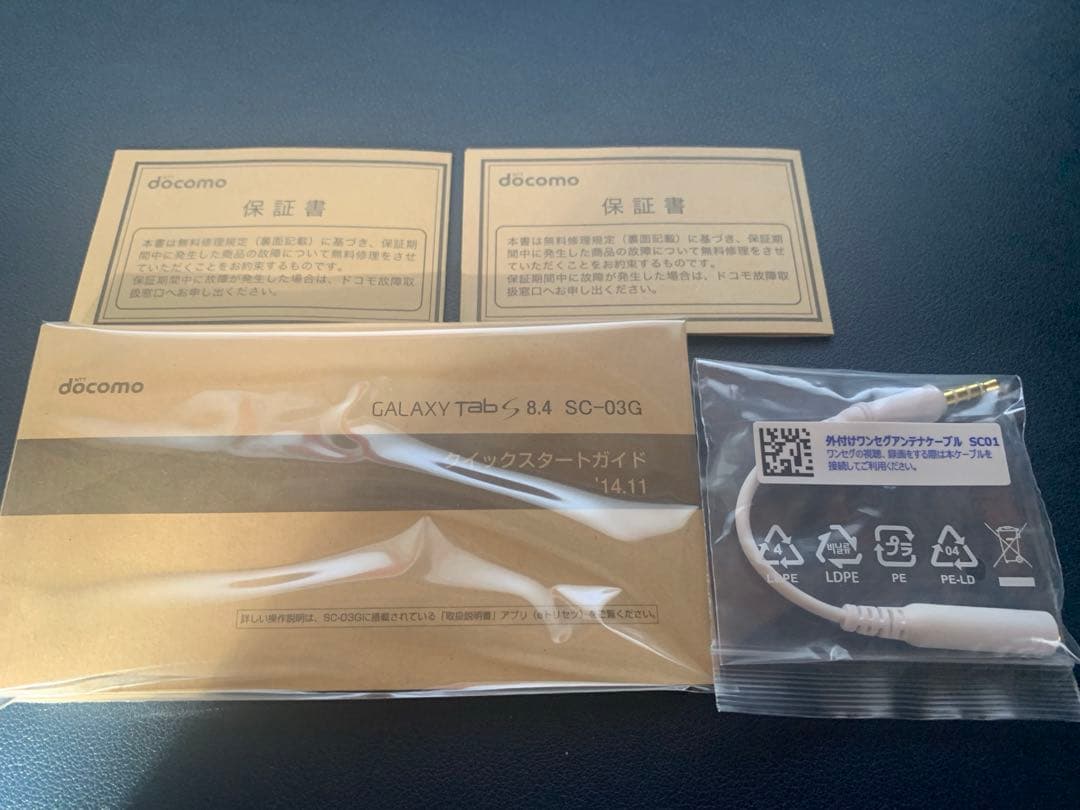 NTT
docomo
保証書
本書は無料修理規定（裏面記載）に基づき、保証期
間中に発生した商品の故障について無料修理をさせ
ていただくことをお約束するものです。
保証期間中に故障が発生した場合は、ドコモ故障取
扱窓口へお申し出ください。
NTT
docomo
保証書
本書は無料修理規定（裏面記載）に基づき、保証期
間中に発生した商品の故障について無料修理をさせ
ていただくことをお約束するものです。
保証期間中に故障が発生した場合は、ドコモ故障取
扱窓口へお申し出ください。
NTT
docomo
GALAXY Tab S 8.4 SC-03G
クイックスタートガイド
'14.11
詳しい操作説明は、SC-03Gに搭載されている「取扱説明書」アプリ（eトリセツ）をご覧ください。
外付けワンセグアンテナケーブル SC01
ワンセグの視聴、録画をする際は本ケーブルを
接続してご利用ください。
4
LDPE
비닐류
LDPE
プラ
PE
04
PE-LD